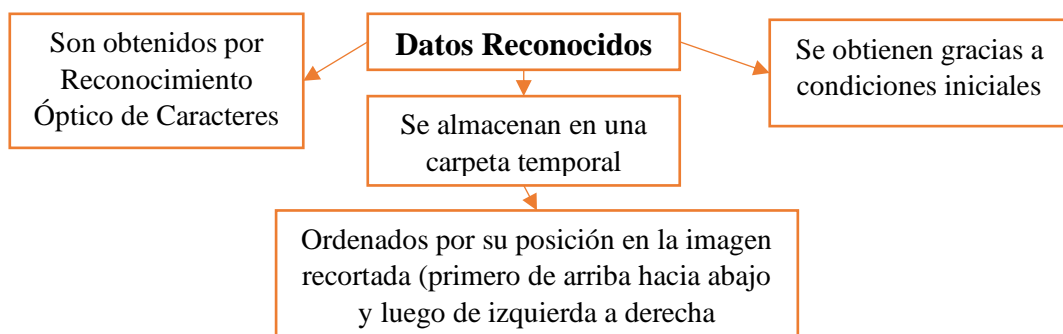 Datos Reconocidos
Son obtenidos por
Reconocimiento
Óptico de Caracteres
Se obtienen gracias a
condiciones iniciales
Se almacenan en una
carpeta temporal
Ordenados por su posición en la imagen
recortada (primero de arriba hacia abajo
y luego de izquierda a derecha